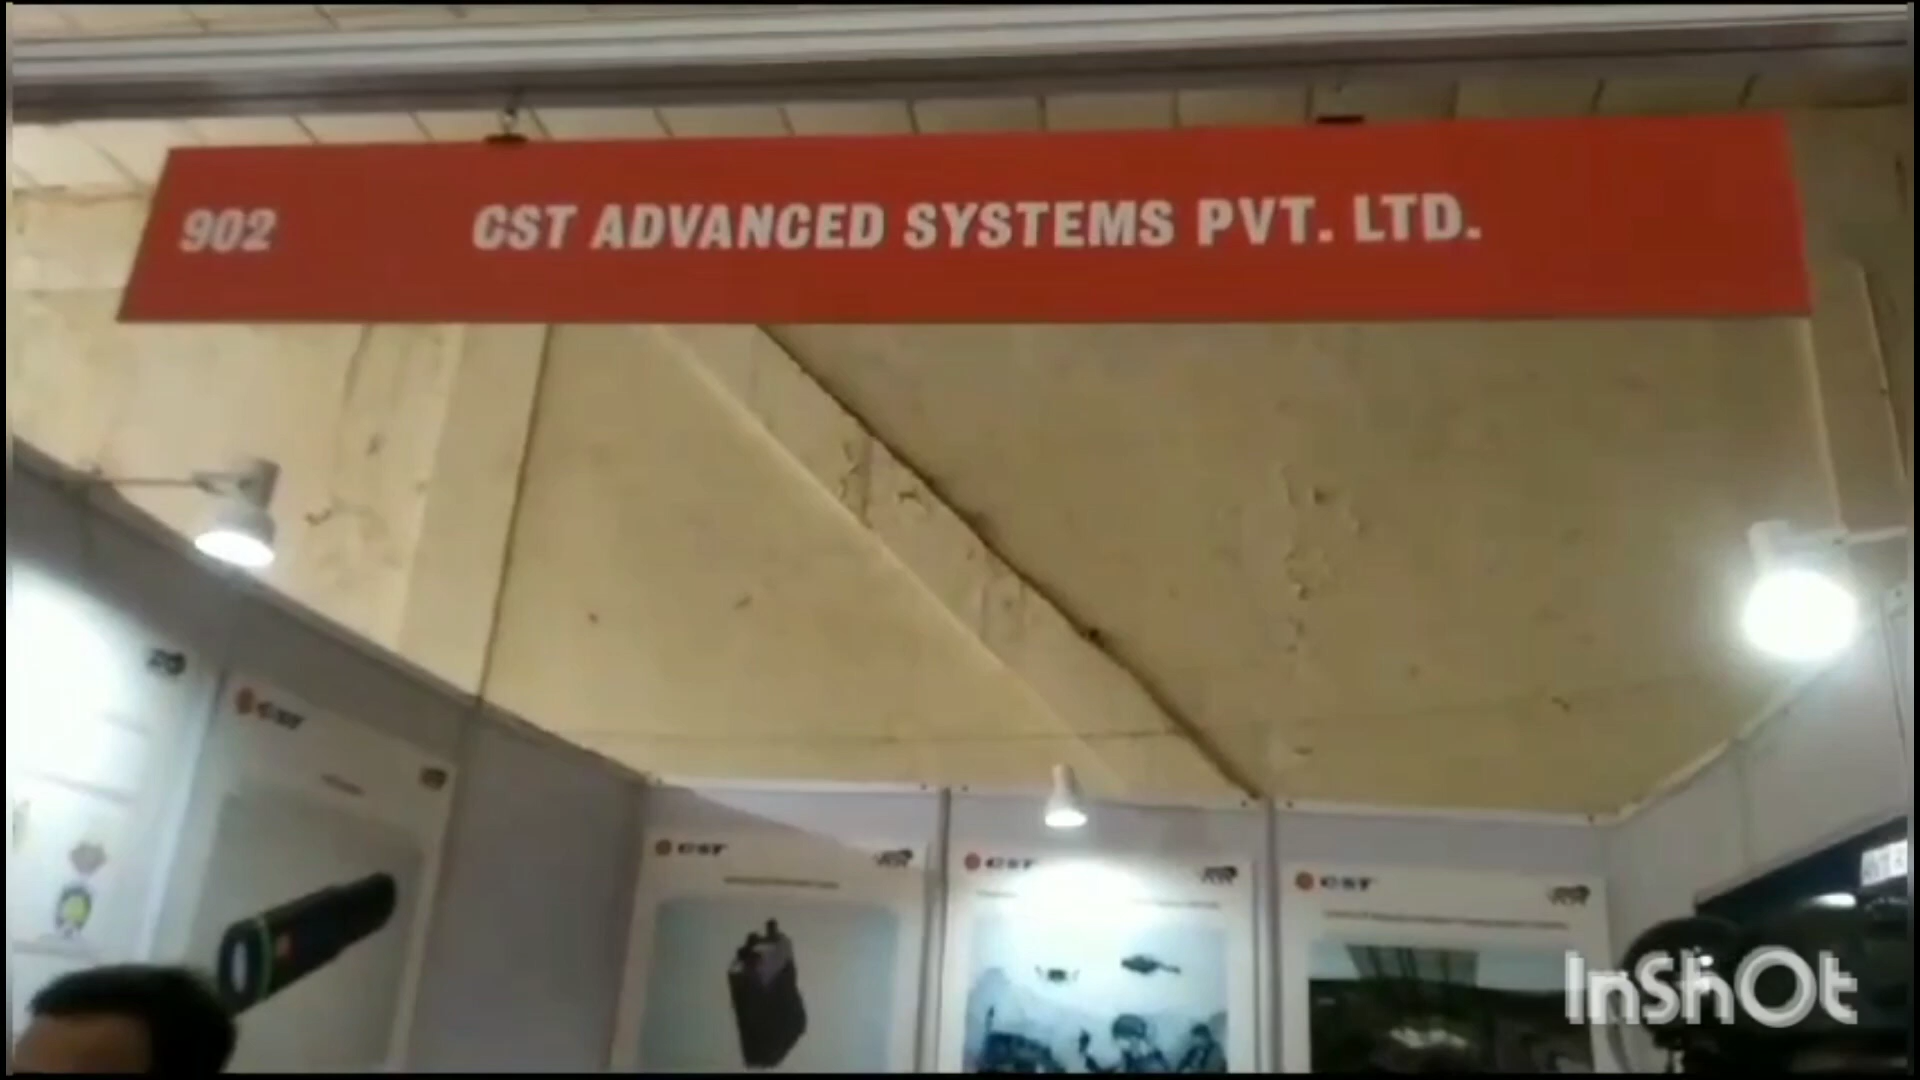 902 CST ADVANCED SYSTEMS PVT. LTD.
CST
CST
CST
CST
InShOt